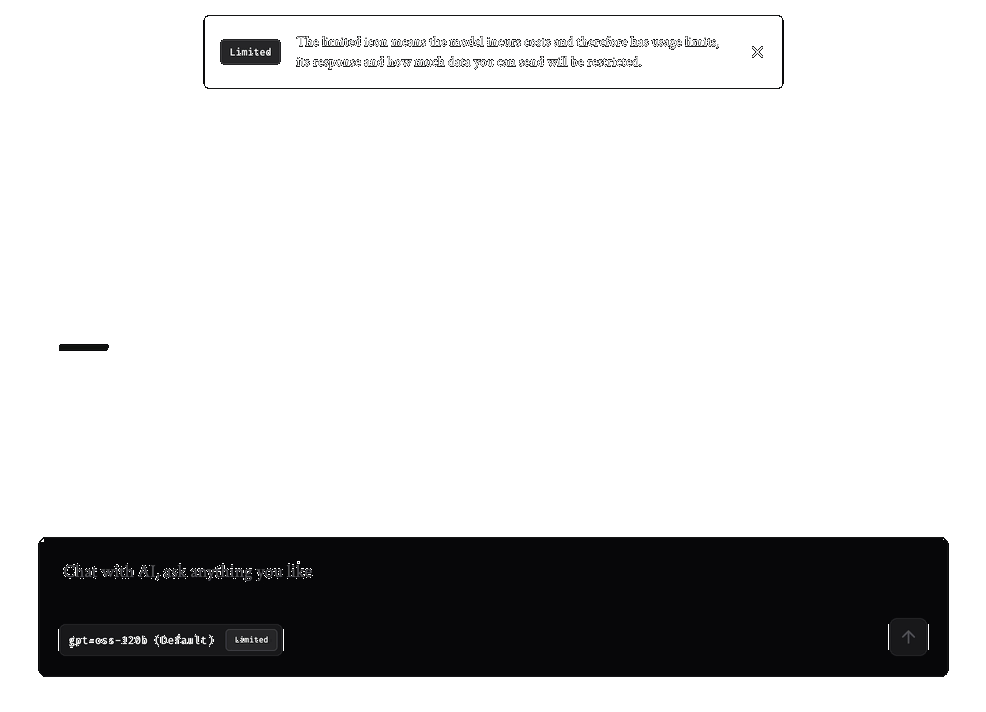 Limited
The limited icon means the model incurs costs and therefore has usage limits,
its response and how much data you can send will be restricted.
Chat with AI, ask anything you like
gpt-oss-120b (Default) Limited